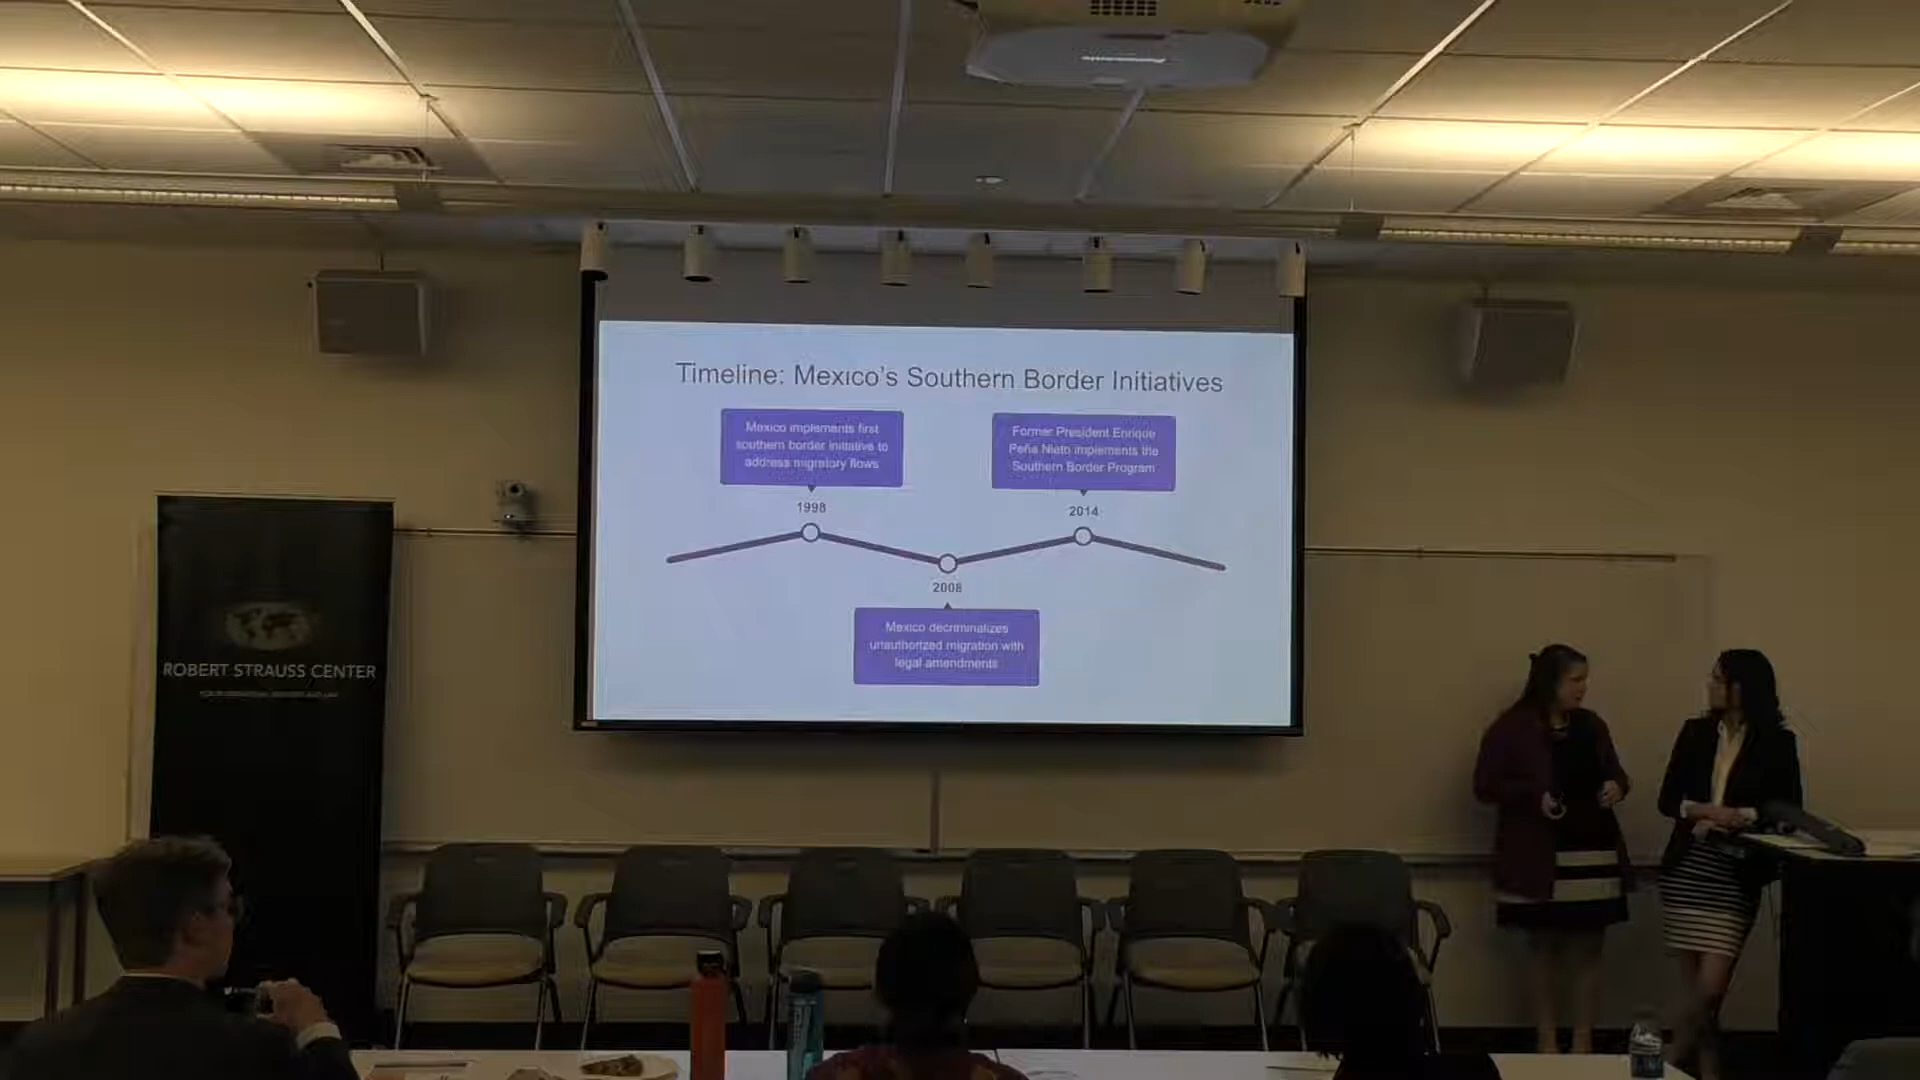 Timeline: Mexico's Southern Border Initiatives
Mexico implements first
southern border initiative to
address migratory flows
Former President Enrique
Peña Nieto implements the
Southern Border Program
1998
2014
2008
Mexico decriminalizes
unauthorized migration with
legal amendments
ROBERT STRAUSS CENTER